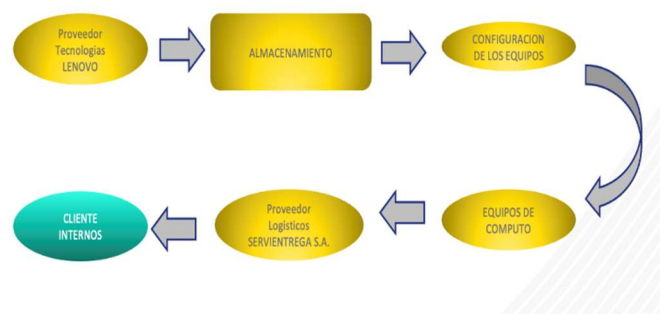 Proveedor
Tecnologias
LENOVO
ALMACENAMIENTO
CONFIGURACION
DE LOS EQUIPOS
EQUIPOS DE
COMPUTO
Proveedor
Logisticos
SERVIENTREGA S.A.
CLIENTE
INTERNOS